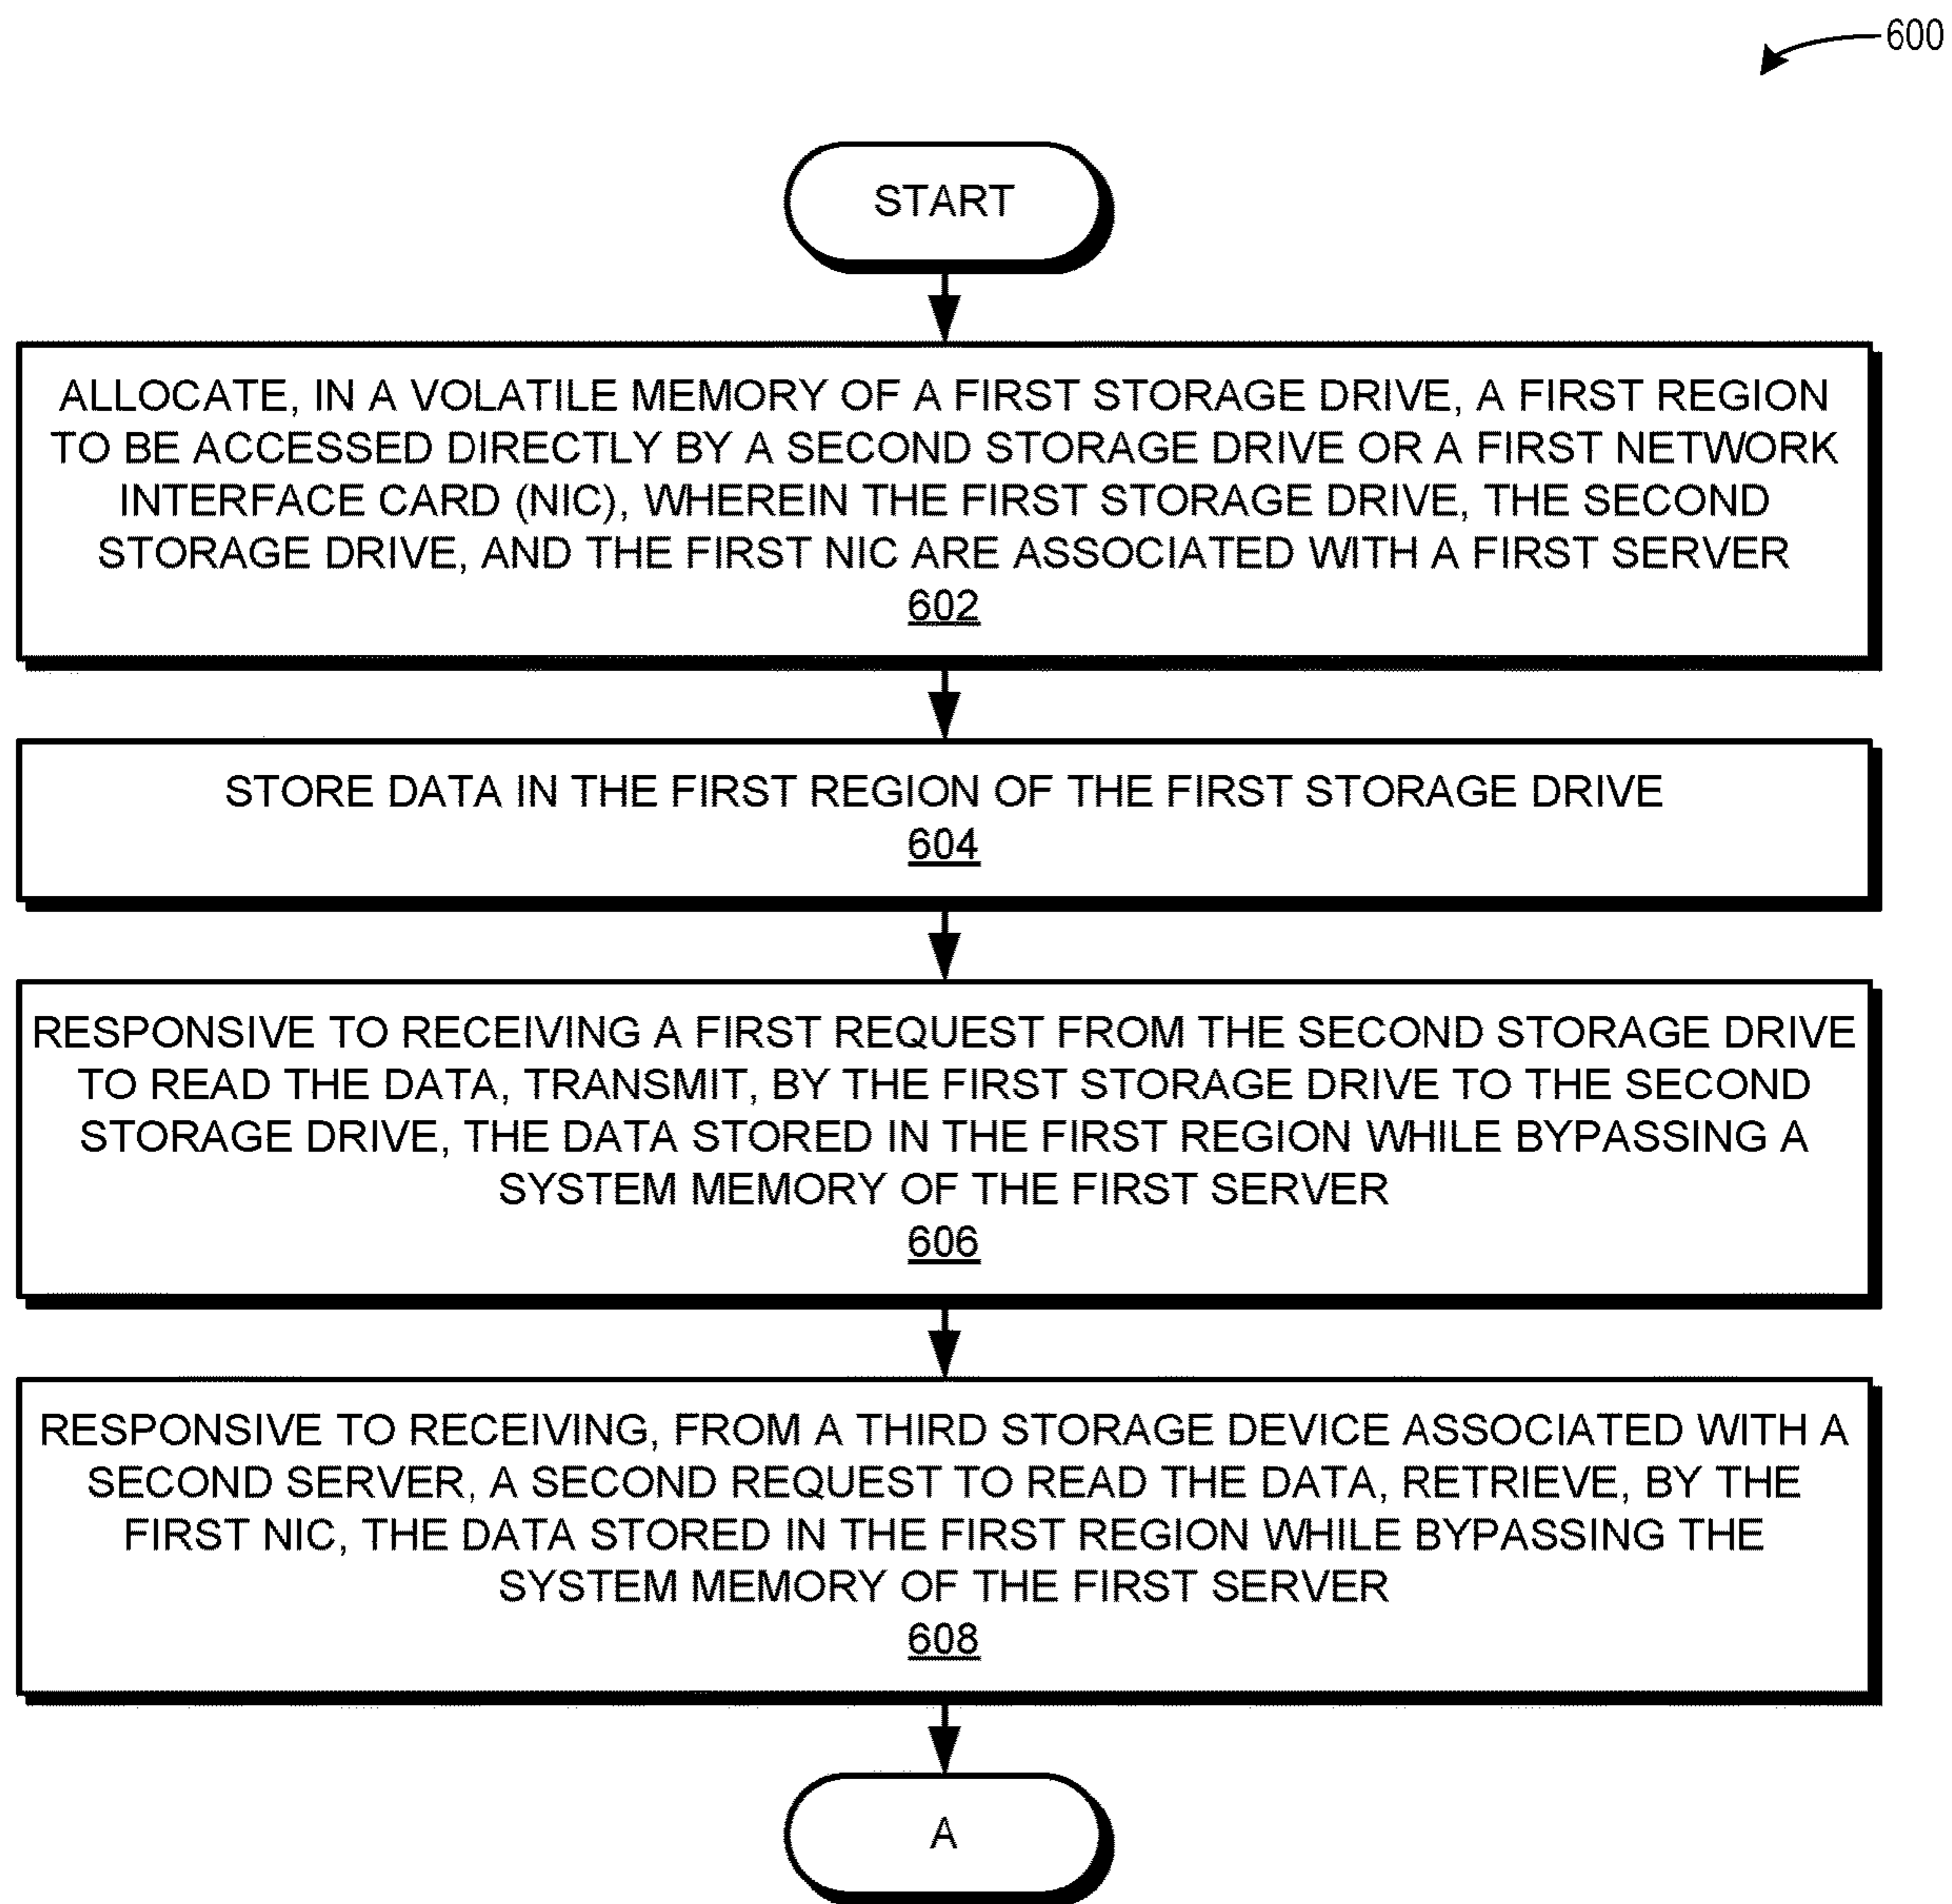 600
START
ALLOCATE, IN A VOLATILE MEMORY OF A FIRST STORAGE DRIVE, A FIRST REGION
TO BE ACCESSED DIRECTLY BY A SECOND STORAGE DRIVE OR A FIRST NETWORK
INTERFACE CARD (NIC), WHEREIN THE FIRST STORAGE DRIVE, THE SECOND
STORAGE DRIVE, AND THE FIRST NIC ARE ASSOCIATED WITH A FIRST SERVER
602
STORE DATA IN THE FIRST REGION OF THE FIRST STORAGE DRIVE
604
RESPONSIVE TO RECEIVING A FIRST REQUEST FROM THE SECOND STORAGE DRIVE
TO READ THE DATA, TRANSMIT, BY THE FIRST STORAGE DRIVE TO THE SECOND
STORAGE DRIVE, THE DATA STORED IN THE FIRST REGION WHILE BYPASSING A
SYSTEM MEMORY OF THE FIRST SERVER
606
RESPONSIVE TO RECEIVING, FROM A THIRD STORAGE DEVICE ASSOCIATED WITH A
SECOND SERVER, A SECOND REQUEST TO READ THE DATA, RETRIEVE, BY THE
FIRST NIC, THE DATA STORED IN THE FIRST REGION WHILE BYPASSING THE
SYSTEM MEMORY OF THE FIRST SERVER
608
A